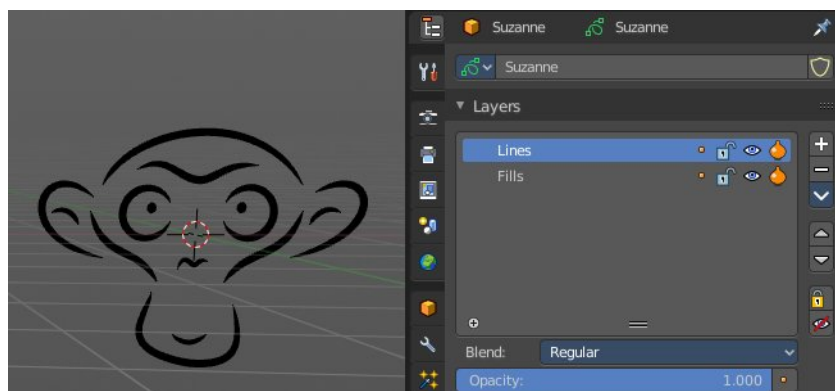 Suzanne Suzanne
Suzanne
Layers
Lines
Fills
Blend: Regular
Opacity: 1.000